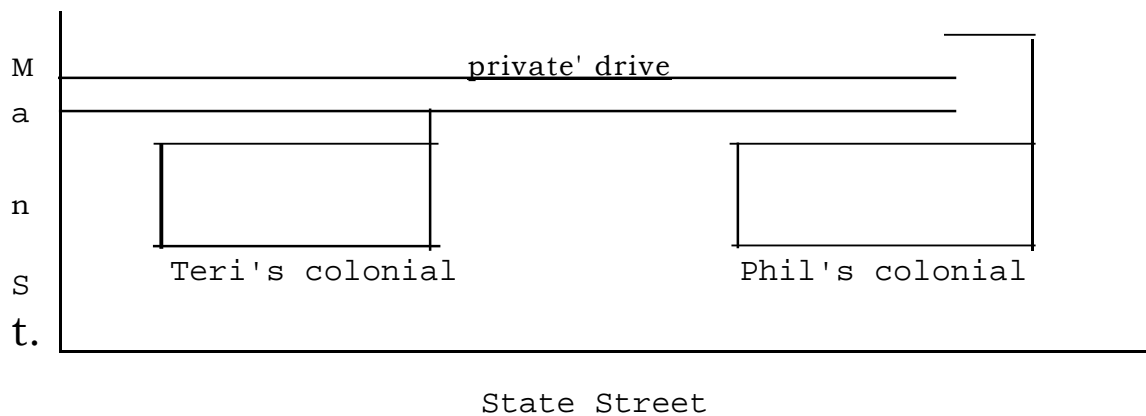 private' drive
M
a
n
S
t.
Teri's colonial
Phil's colonial
State Street